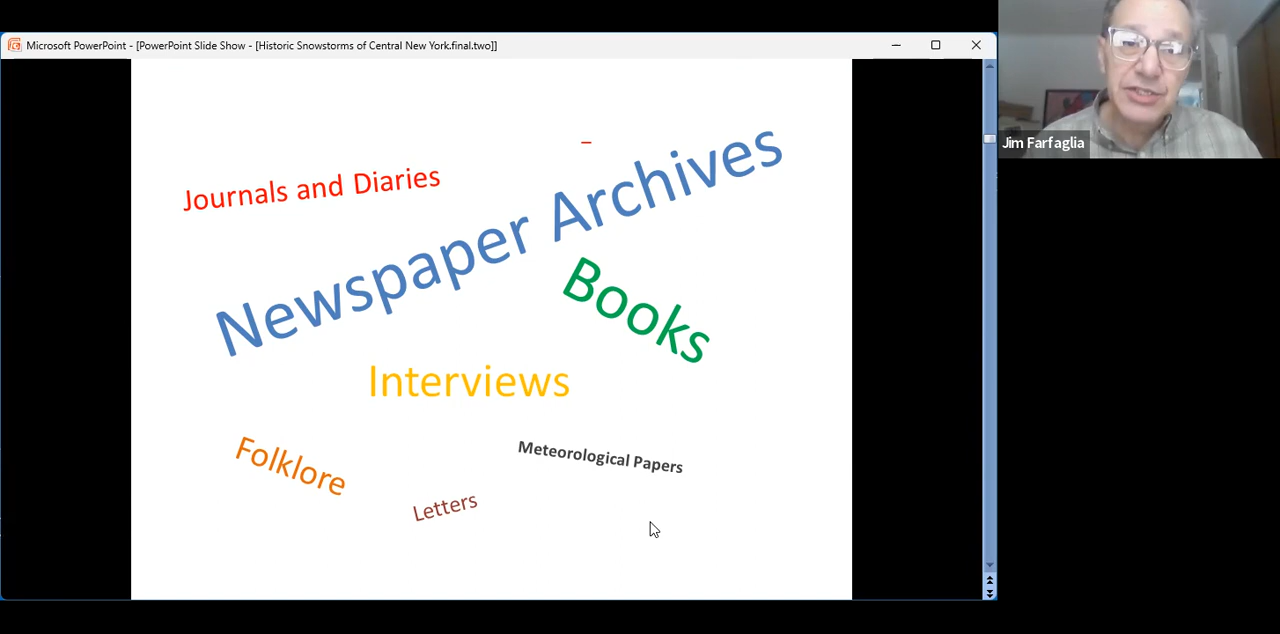 Microsoft PowerPoint - [PowerPoint Slide Show - [Historic Snowstorms of Central New York.final.two]]
Jim Farfaglia
Journals and Diaries
Newspaper Archives
Books
Interviews
Folklore
Meteorological Papers
Letters